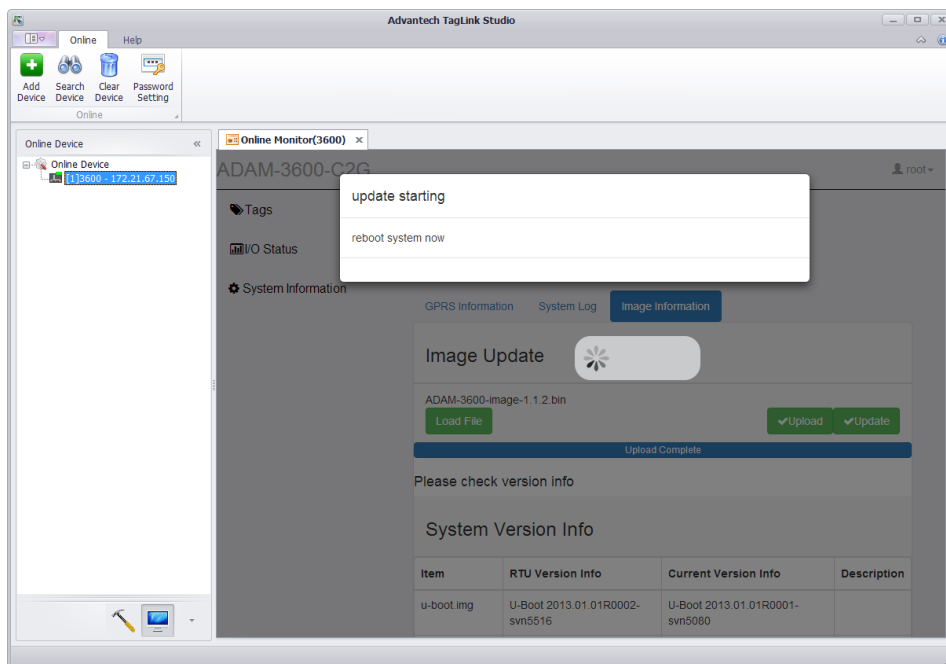 Advantech TagLink Studio
Online Help
Add Device
Search Device
Clear Device
Password Setting
Online
Online Device
Online Device
[1]3600 - 172.21.67.150
Online Monitor(3600)
ADAM-3600-C2G
root
Tags
I/O Status
System Information
update starting
reboot system now
GPRS Information System Log Image Information
Image Update
ADAM-3600-image-1.1.2.bin
Load File Upload Update
Upload Complete
Please check version info
System Version Info
Item RTU Version Info Current Version Info Description
u-boot.img U-Boot 2013.01.01R0002-svn5516 U-Boot 2013.01.01R0001-svn5080